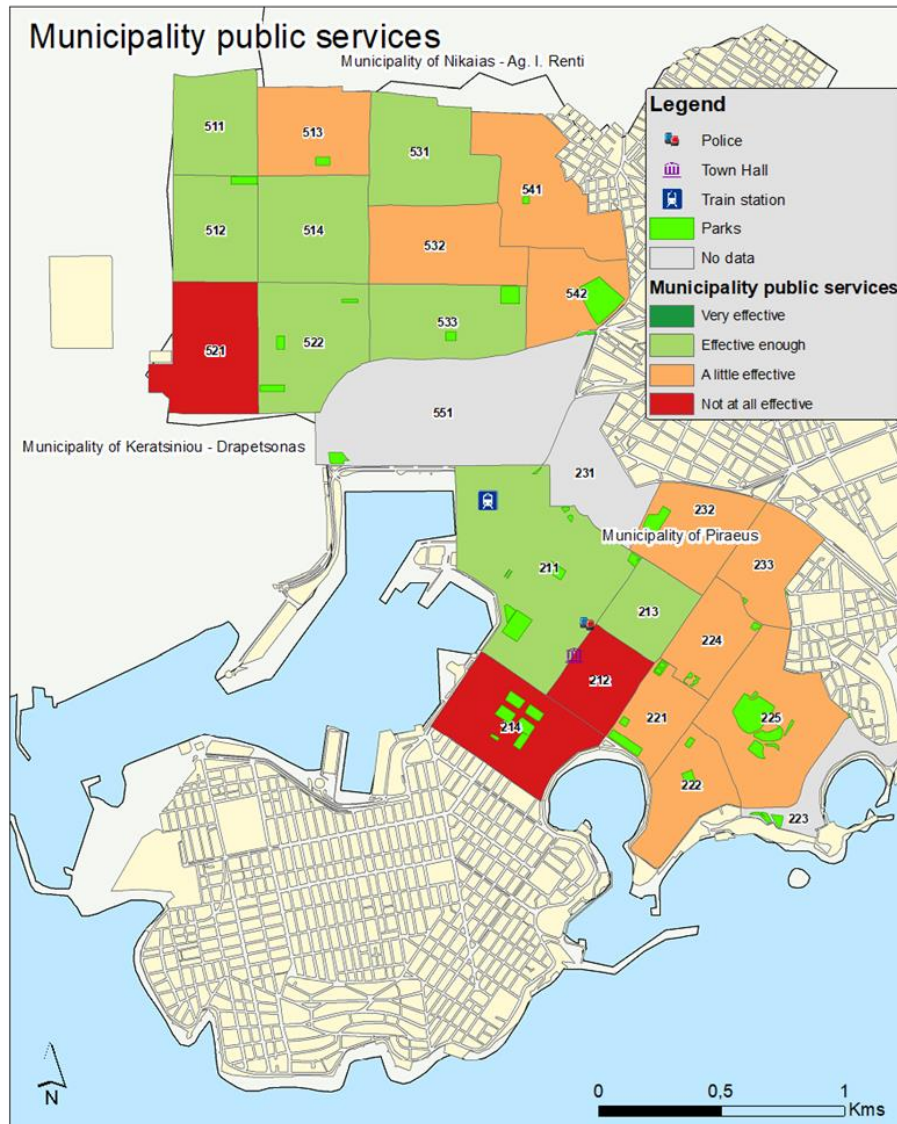 Municipality public services
Municipality of Nikaias - Ag. I. Renti
Legend
Police
Town Hall
Train station
Parks
No data
Municipality public services
Very effective
Effective enough
A little effective
Not at all effective
511
513
531
541
512
514
532
542
521
522
533
551
Municipality of Keratsiniou - Drapetsonas
231
232
Municipality of Piraeus
233
211
213
224
212
214
221
225
222
223
N
0 0,5 1
Kms